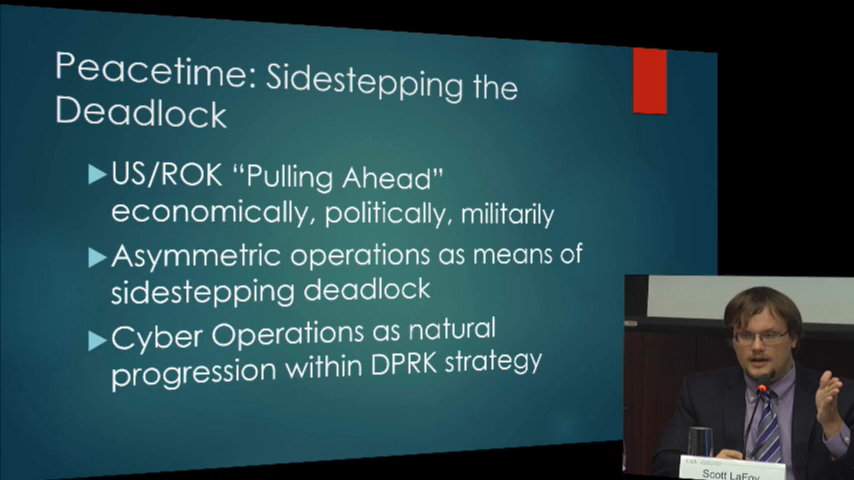 Peacetime: Sidestepping the
Deadlock
US/ROK “Pulling Ahead”
economically, politically, militarily
Asymmetric operations as means of
sidestepping deadlock
Cyber Operations as natural
progression within DPRK strategy
Scott LaFoy